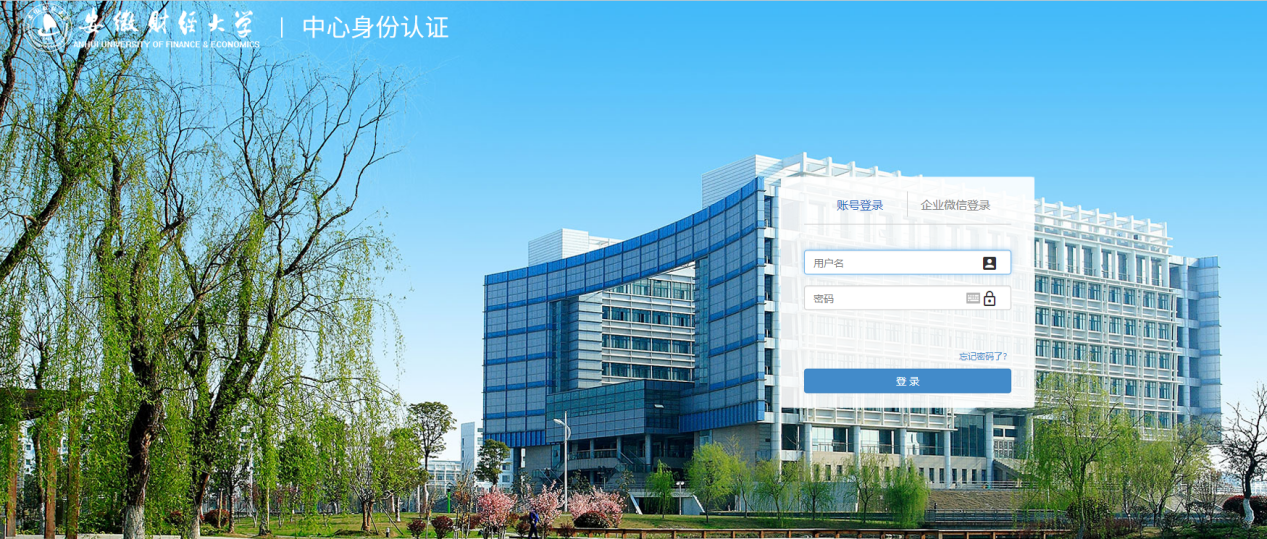 安徽财经大学
ANHUI UNIVERSITY OF FINANCE & ECONOMICS
中心身份认证
账号登录
企业微信登录
用户名
密码
忘记密码了?
登 录